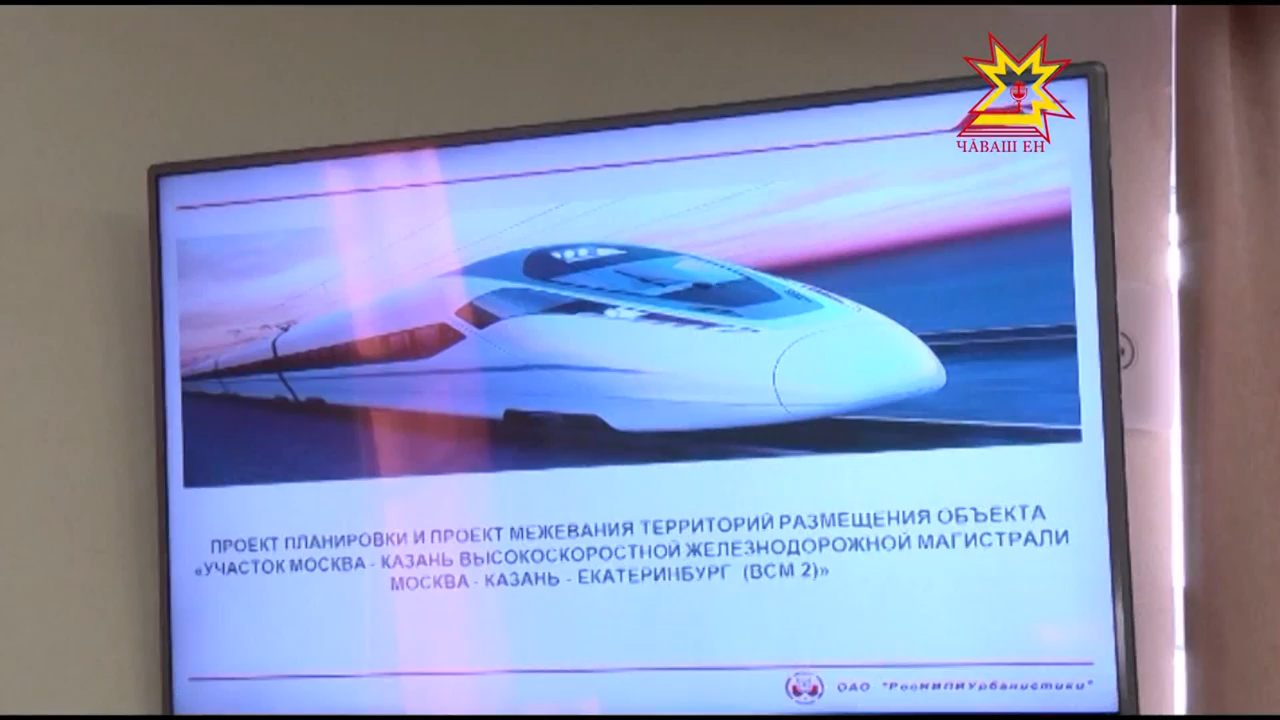 ЧӐВАШ ЕН
ПРОЕКТ ПЛАНИРОВКИ И ПРОЕКТ МЕЖЕВАНИЯ ТЕРРИТОРИЙ РАЗМЕЩЕНИЯ ОБЪЕКТА
«УЧАСТОК МОСКВА - КАЗАНЬ ВЫСОКОСКОРОСТНОЙ ЖЕЛЕЗНОДОРОЖНОЙ МАГИСТРАЛИ
МОСКВА - КАЗАНЬ - ЕКАТЕРИНБУРГ (ВСМ 2)»
ОАО "РосНИПИУрбанистики"